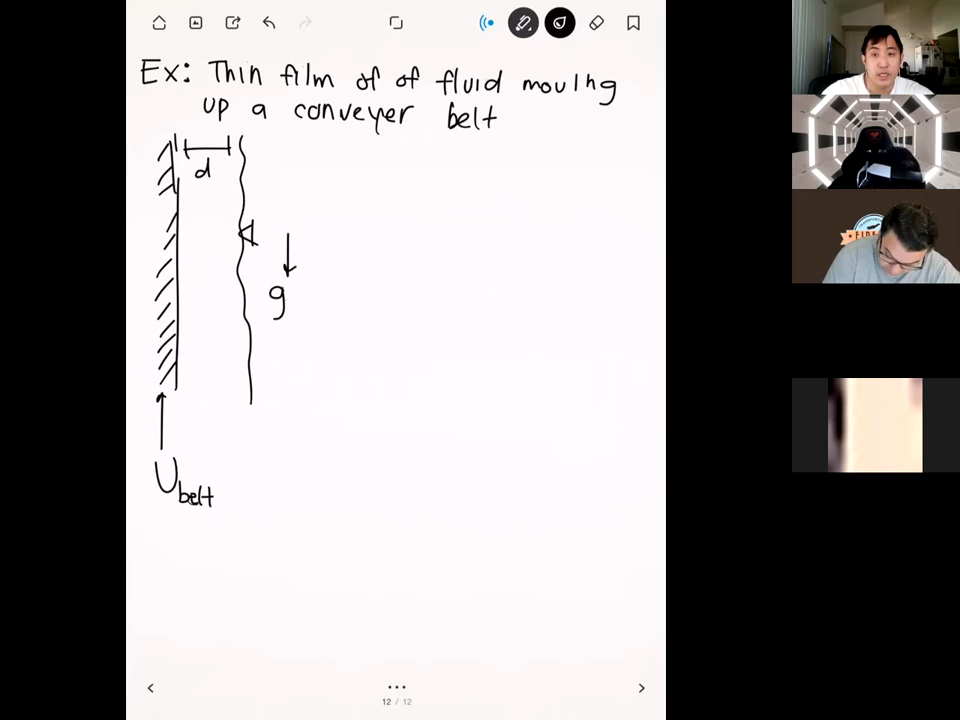 Ex: Thin film of of fluid moving
up a conveyer belt
d
g
U belt
12 / 12